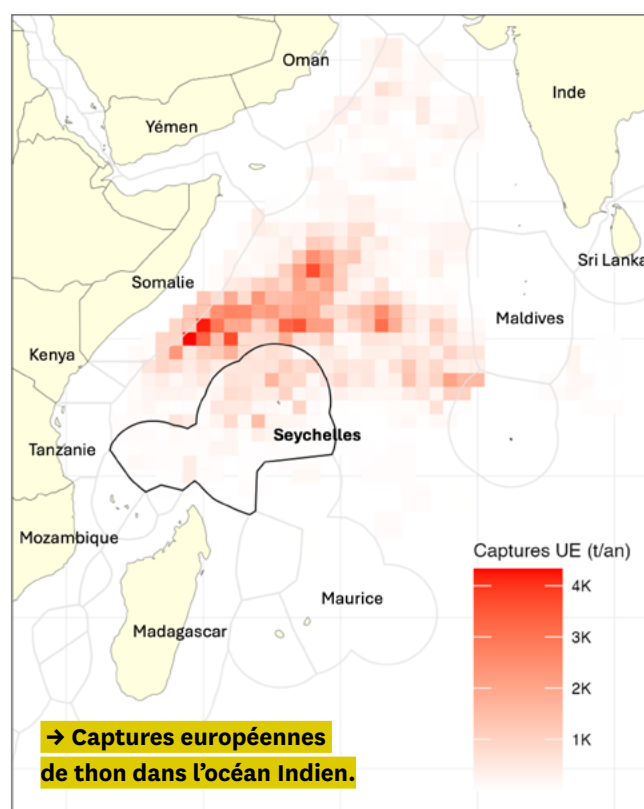 Oman
Inde
Yémen
Somalie
Sri Lanka
Maldives
Kenya
Seychelles
Tanzanie
Mozambique
Captures UE (t/an)
4K
3K
2K
1K
Maurice
Madagascar
→ Captures européennes
de thon dans l'océan Indien.